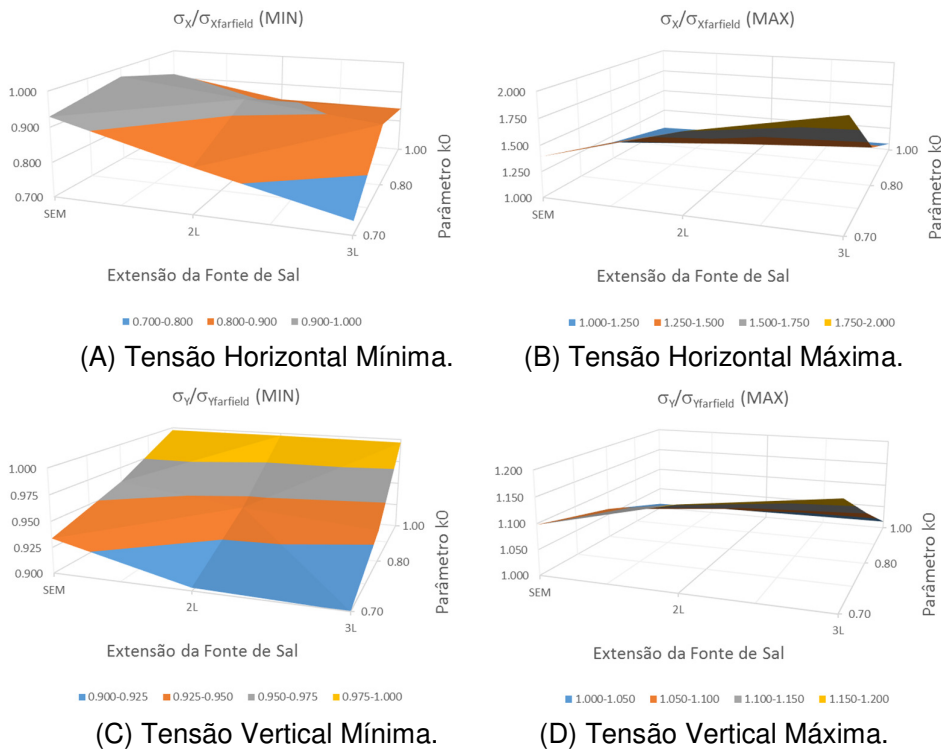 σX/σXfarfield (MIN)
1.000
0.900
0.800
0.700
SEM
2L
3L
1.00
0.80
0.70
Parâmetro k0
Extensão da Fonte de Sal
0.700-0.800 0.800-0.900 0.900-1.000
(A) Tensão Horizontal Mínima.
σX/σXfarfield (MAX)
2.000
1.750
1.500
1.250
1.000
SEM
2L
3L
1.00
0.80
0.70
Parâmetro k0
Extensão da Fonte de Sal
1.000-1.250 1.250-1.500 1.500-1.750 1.750-2.000
(B) Tensão Horizontal Máxima.
σY/σYfarfield (MIN)
1.000
0.975
0.950
0.925
0.900
SEM
2L
3L
1.00
0.80
0.70
Parâmetro k0
Extensão da Fonte de Sal
0.900-0.925 0.925-0.950 0.950-0.975 0.975-1.000
(C) Tensão Vertical Mínima.
σY/σYfarfield (MAX)
1.200
1.150
1.100
1.050
1.000
SEM
2L
3L
1.00
0.80
0.70
Parâmetro k0
Extensão da Fonte de Sal
1.000-1.050 1.050-1.100 1.100-1.150 1.150-1.200
(D) Tensão Vertical Máxima.